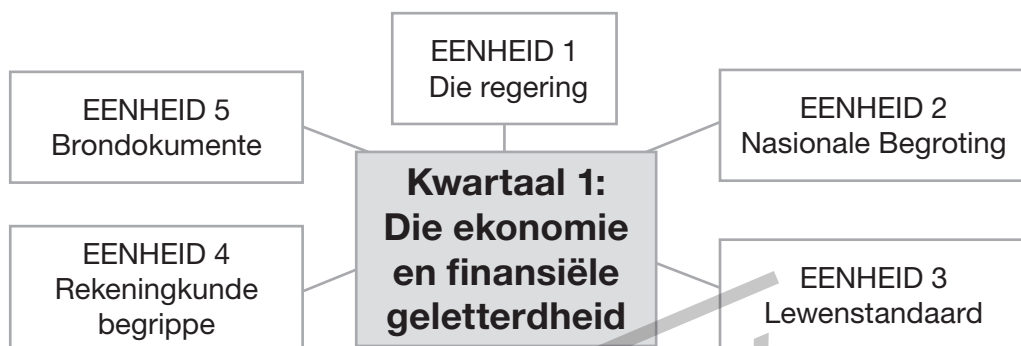 EENHEID 1
Die regering
EENHEID 5
Brondokumente
EENHEID 2
Nasionale Begroting
Kwartaal 1:
Die ekonomie
en finansiële
geletterdheid
EENHEID 4
Rekeningkunde
begrippe
EENHEID 3
Lewenstandaard